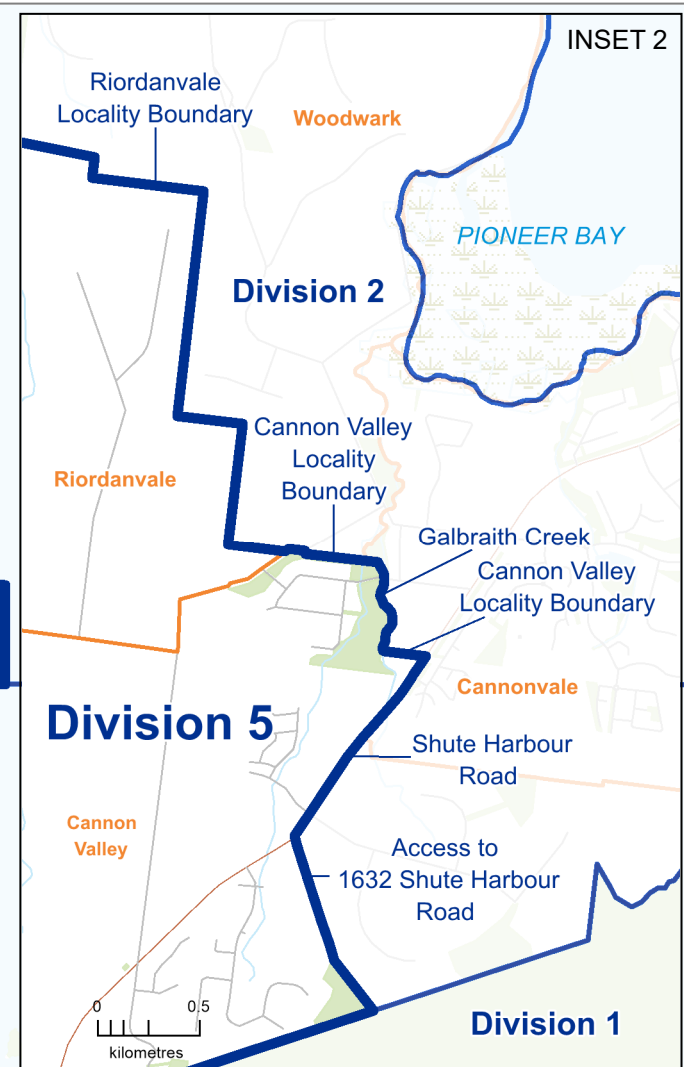 INSET 2
Riordanvale
Locality Boundary
Woodwark
PIONEER BAY
Division 2
Cannon Valley
Locality
Boundary
Riordanvale
Galbraith Creek
Cannon Valley
Locality Boundary
Cannonvale
Division 5
Shute Harbour
Road
Cannon
Valley
Access to
1632 Shute Harbour
Road
0 0.5
kilometres
Division 1